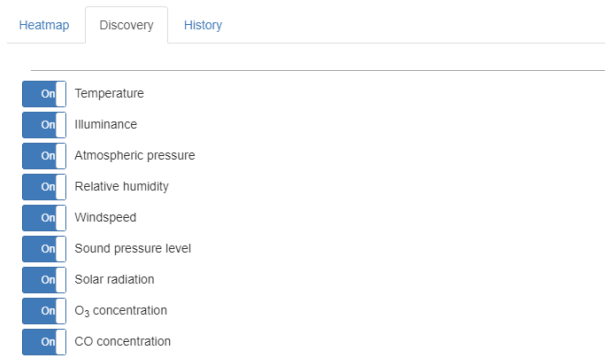 Heatmap Discovery History
On Temperature
On Illuminance
On Atmospheric pressure
On Relative humidity
On Windspeed
On Sound pressure level
On Solar radiation
On O₃ concentration
On CO concentration